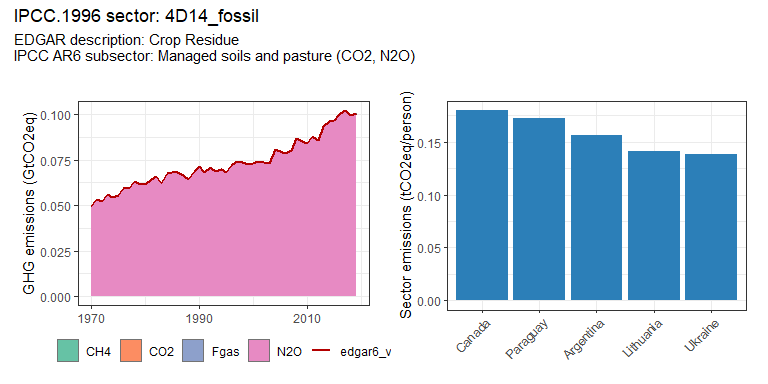 IPCC.1996 sector: 4D14_fossil
EDGAR description: Crop Residue
IPCC AR6 subsector: Managed soils and pasture (CO2, N2O)
GHG emissions (GtCO2eq)
0.100
0.075
0.050
0.025
0.000
1970
1990
2010
CH4
CO2
Fgas
N2O
edgar6_v
Sector emissions (tCO2eq/person)
0.15
0.10
0.05
0.00
Canada
Paraguay
Argentina
Lithuania
Ukraine